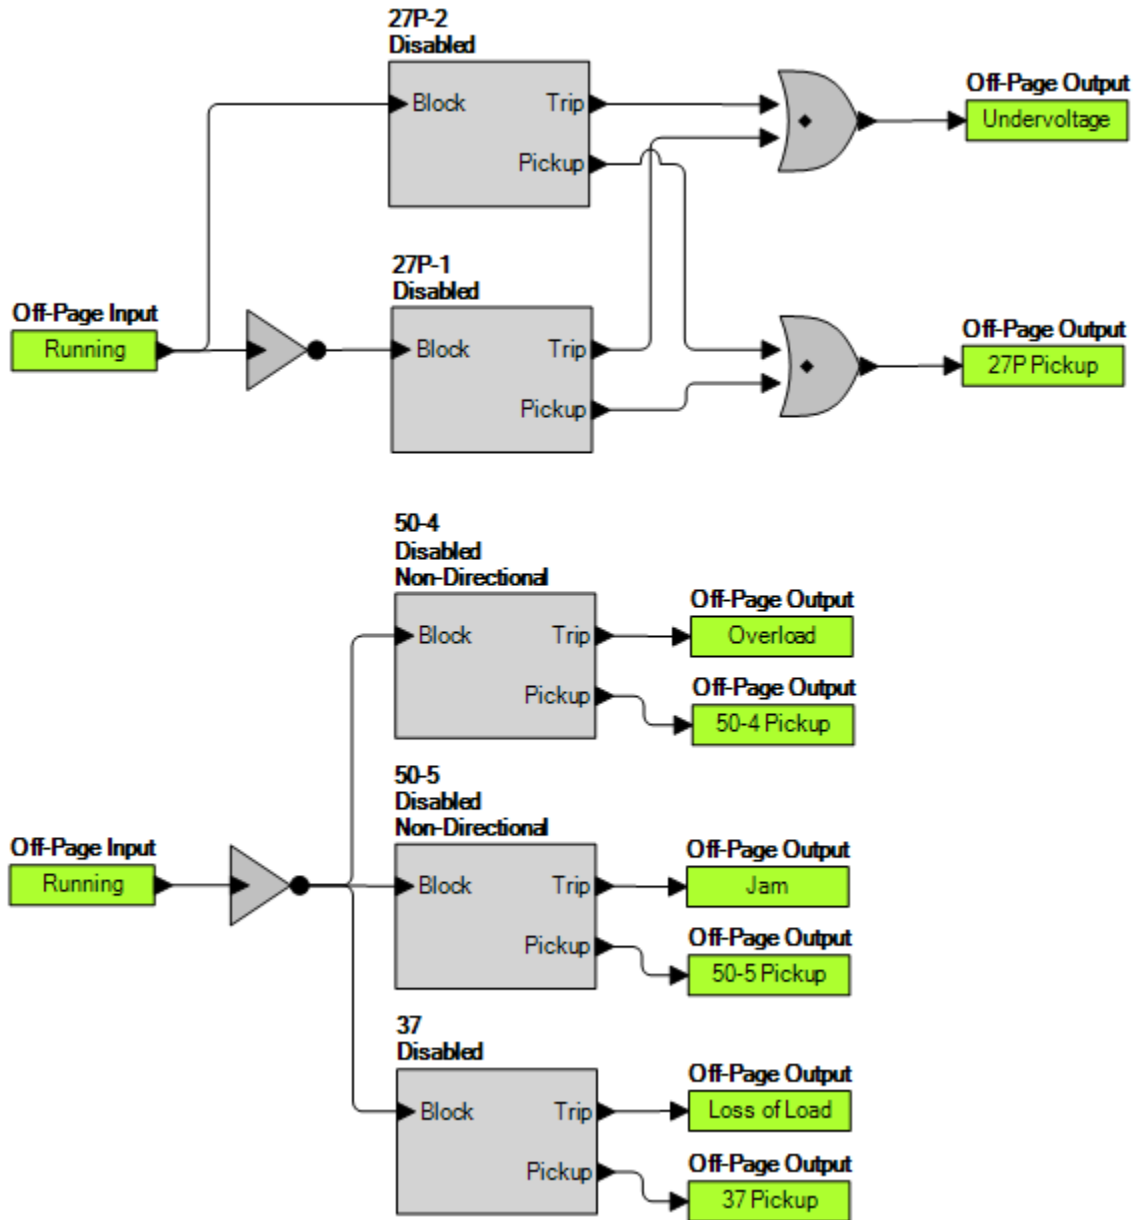 27P-2
Disabled
Block
Trip
Pickup
Off-Page Output
Undervoltage
27P-1
Disabled
Off-Page Input
Running
Block
Trip
Pickup
Off-Page Output
27P Pickup
50-4
Disabled
Non-Directional
Block
Trip
Pickup
Off-Page Output
Overload
Off-Page Output
50-4 Pickup
50-5
Disabled
Non-Directional
Off-Page Input
Running
Block
Trip
Pickup
Off-Page Output
Jam
Off-Page Output
50-5 Pickup
37
Disabled
Block
Trip
Pickup
Off-Page Output
Loss of Load
Off-Page Output
37 Pickup